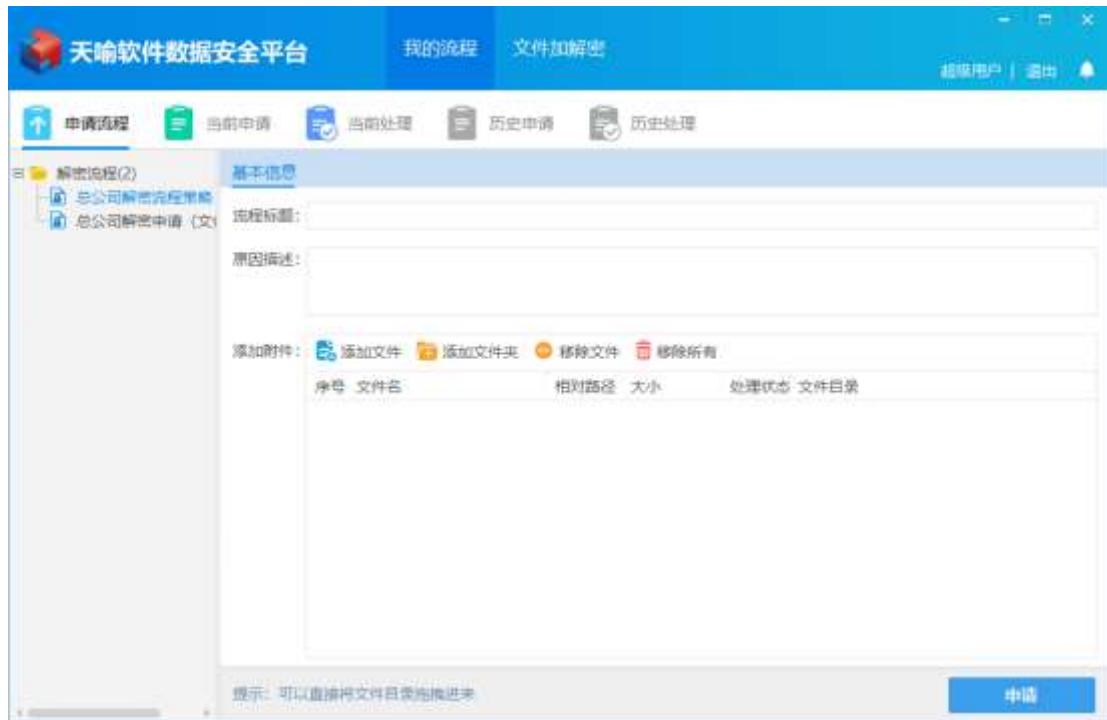 天喻软件数据安全平台
我的流程 文件加解密
超级用户 | 退出
申请流程 当前申请 当前处理 历史申请 历史处理
解密流程(2)
总公司解密流程策略
总公司解密申请（文
基本信息
流程标题:
原因描述:
添加附件: 添加文件 添加文件夹 移除文件 移除所有
序号 文件名 相对路径 大小 处理状态 文件目录
提示: 可以直接将文件目录拖拽进来
申请